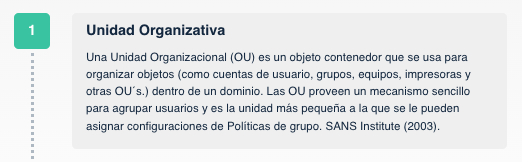 1
Unidad Organizativa
Una Unidad Organizacional (OU) es un objeto contenedor que se usa para
organizar objetos (como cuentas de usuario, grupos, equipos, impresoras y
otras OU´s.) dentro de un dominio. Las OU proveen un mecanismo sencillo
para agrupar usuarios y es la unidad más pequeña a la que se le pueden
asignar configuraciones de Políticas de grupo. SANS Institute (2003).